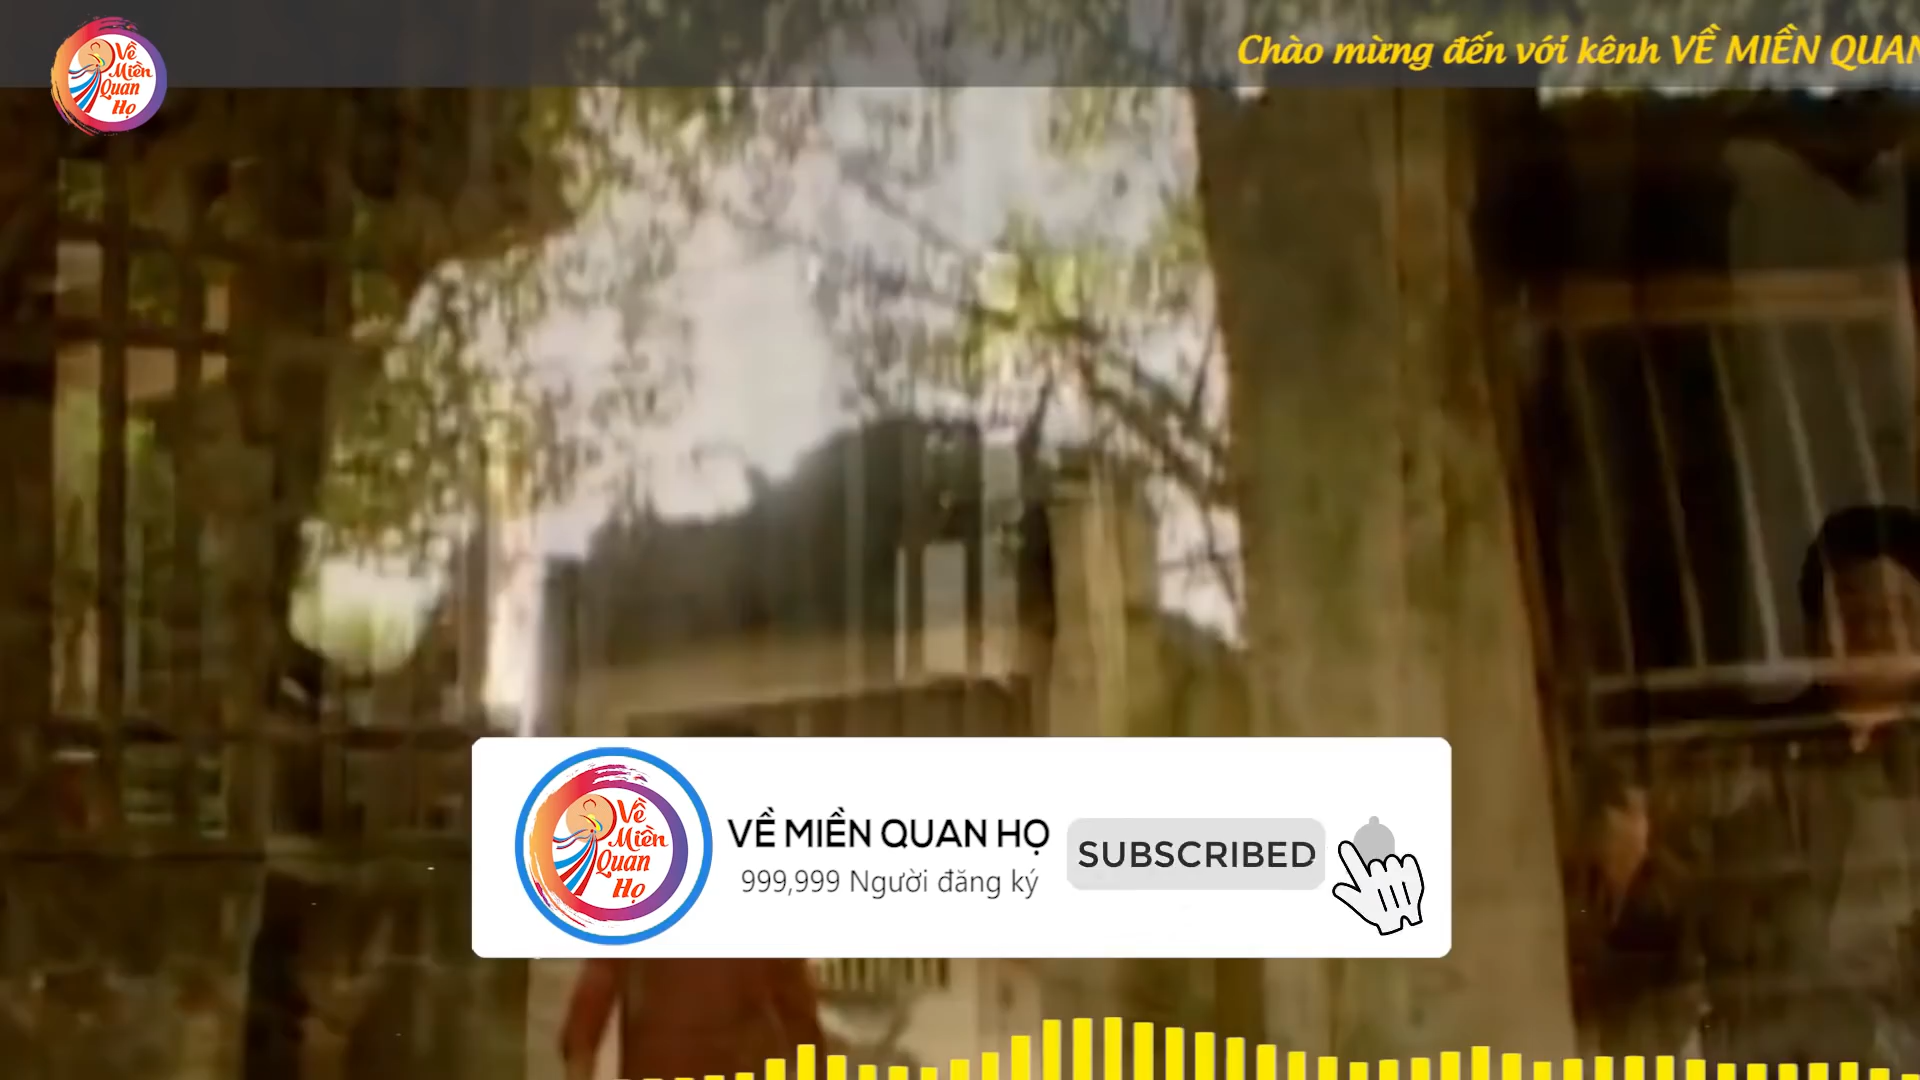 Về
Miền
Quan
Họ
Chào mừng đến với kênh VỀ MIỀN QUAN
Về
Miền
Quan
Họ
VỀ MIỀN QUAN HỌ
999,999 Người đăng ký
SUBSCRIBED